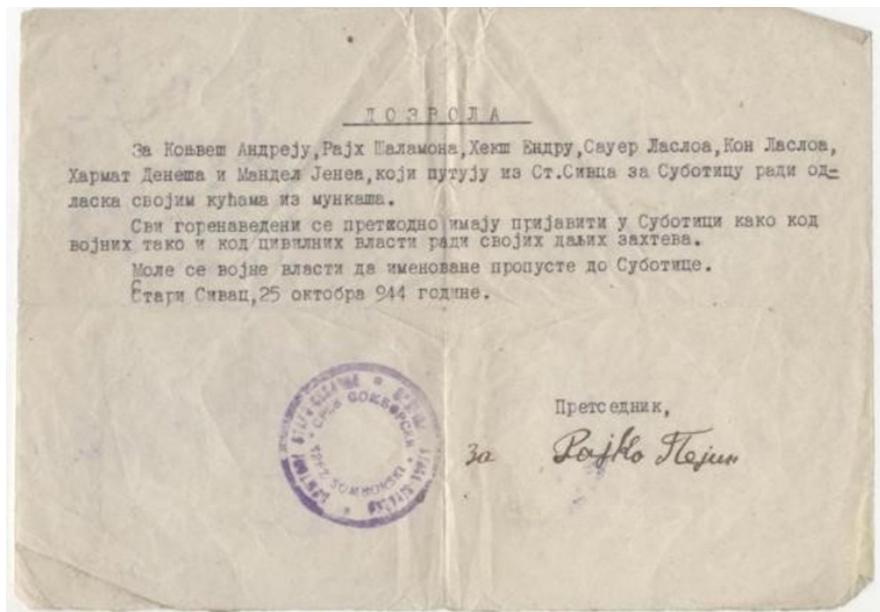 ДОЗВОЛА
За Коњвеш Андреју,Рајх Шаламона,Хекш Ендру,Сауер Ласлоа,Кон Ласлоа,
Хармат Денеша и Мандел Јенеа,који путују из Ст.Сивца за Суботицу ради од-
ласка својим кућама из мункаша.
Сви горенаведени се претходно имају пријавити у Суботици како код
војних тако и код цивилних власти ради својих даљих захтева.
Моле се војне власти да именоване пропусте до Суботице.
Стари Сивац,25 октобра 944 године.
Претседник,
за Рајко Пејин
СРЕЗ СОМБОРСКИ
SOMBORSKI